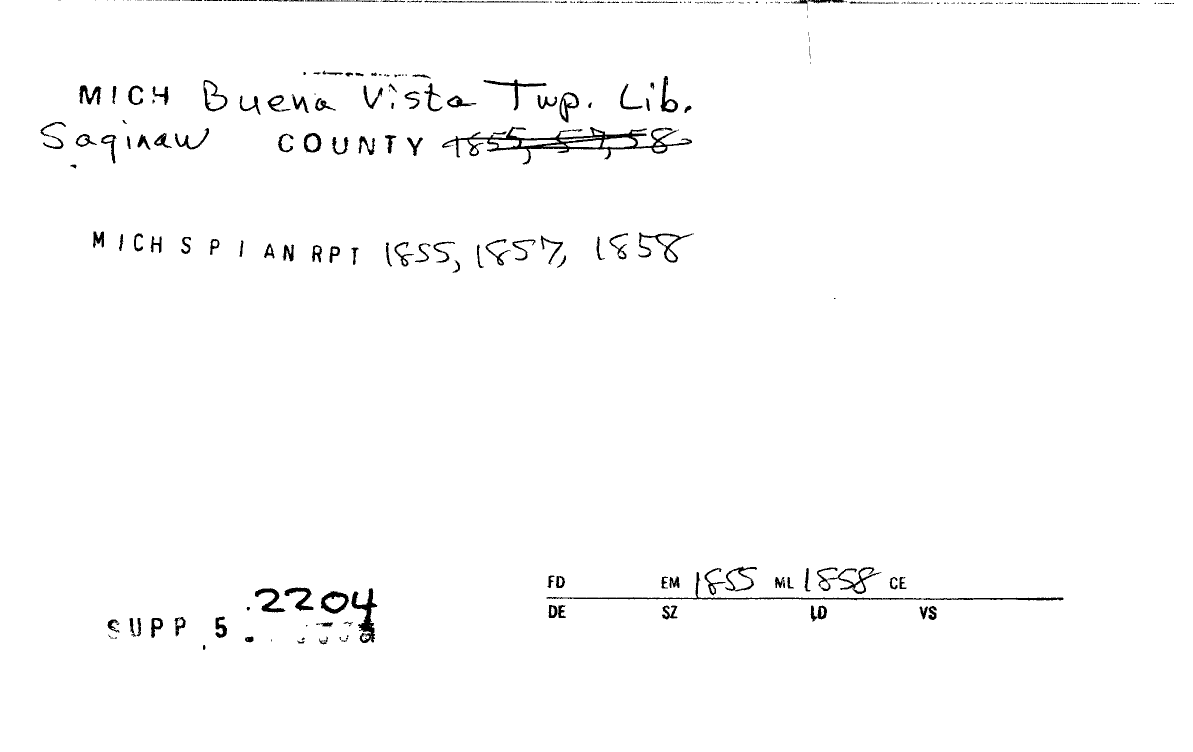 MICH Buena Vista Twp. Lib.
Saginaw COUNTY 1855, 57, 58
MICH S P I AN RPT 1855, 1857, 1858
.2204
SUPP 5 .
FD EM 1855 ML 1858 CE
DE SZ LD VS